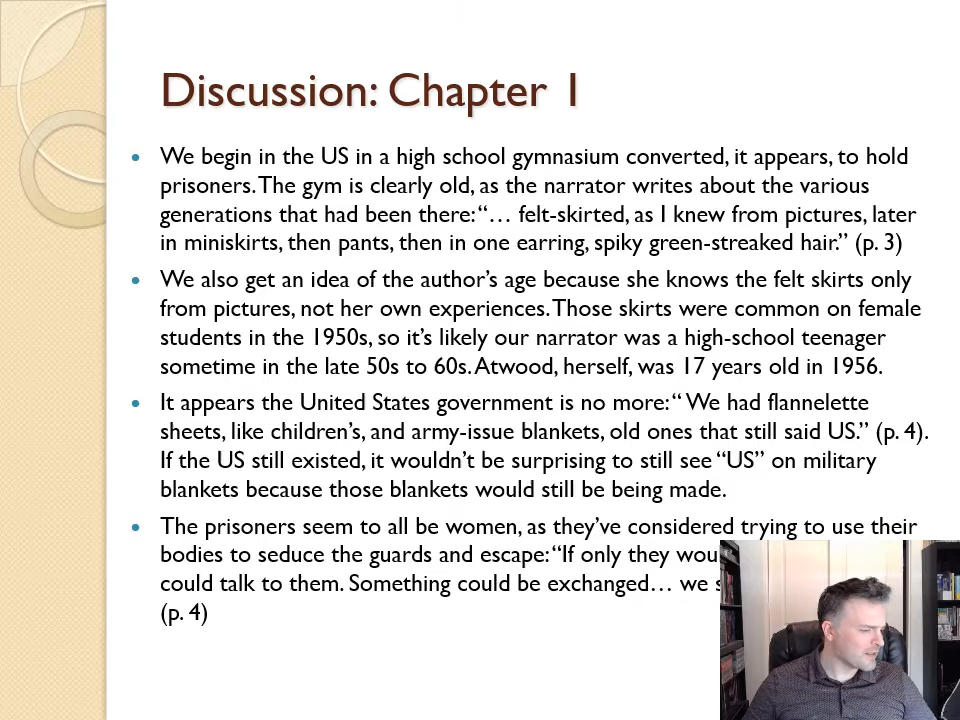 Discussion: Chapter 1
We begin in the US in a high school gymnasium converted, it appears, to hold
prisoners. The gym is clearly old, as the narrator writes about the various
generations that had been there: “… felt-skirted, as I knew from pictures, later
in miniskirts, then pants, then in one earring, spiky green-streaked hair.” (p. 3)
We also get an idea of the author’s age because she knows the felt skirts only
from pictures, not her own experiences. Those skirts were common on female
students in the 1950s, so it’s likely our narrator was a high-school teenager
sometime in the late 50s to 60s. Atwood, herself, was 17 years old in 1956.
It appears the United States government is no more: “ We had flannelette
sheets, like children’s, and army-issue blankets, old ones that still said US.” (p. 4).
If the US still existed, it wouldn’t be surprising to still see “US” on military
blankets because those blankets would still be being made.
The prisoners seem to all be women, as they’ve considered trying to use their
bodies to seduce the guards and escape: “If only they
could talk to them. Something could be exchanged… we
(p. 4)